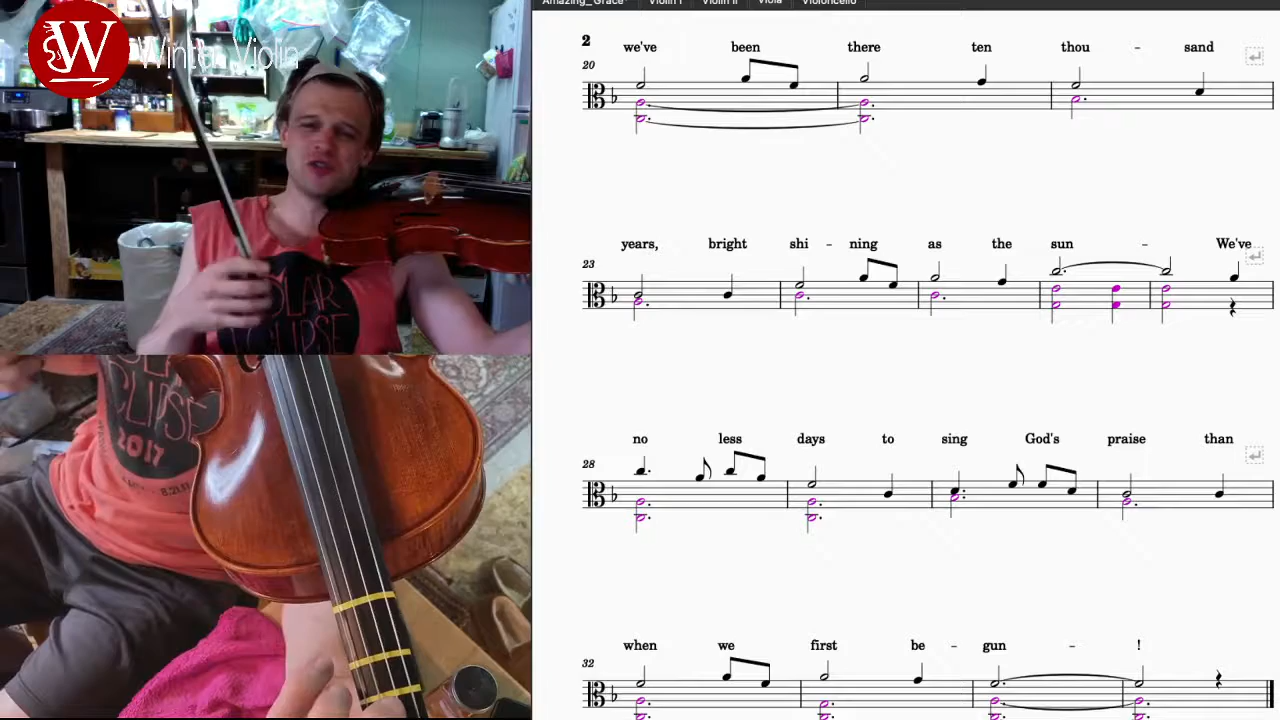 Amazing_Grace* Violin I Violin II Viola Violoncello
W Winter Violin
2
we've been there ten thou - sand
20
years, bright shi - ning as the sun - We've
23
no less days to sing God's praise than
28
when we first be - gun - !
32
SOLAR
ECLIPSE
CLIPSE
2017